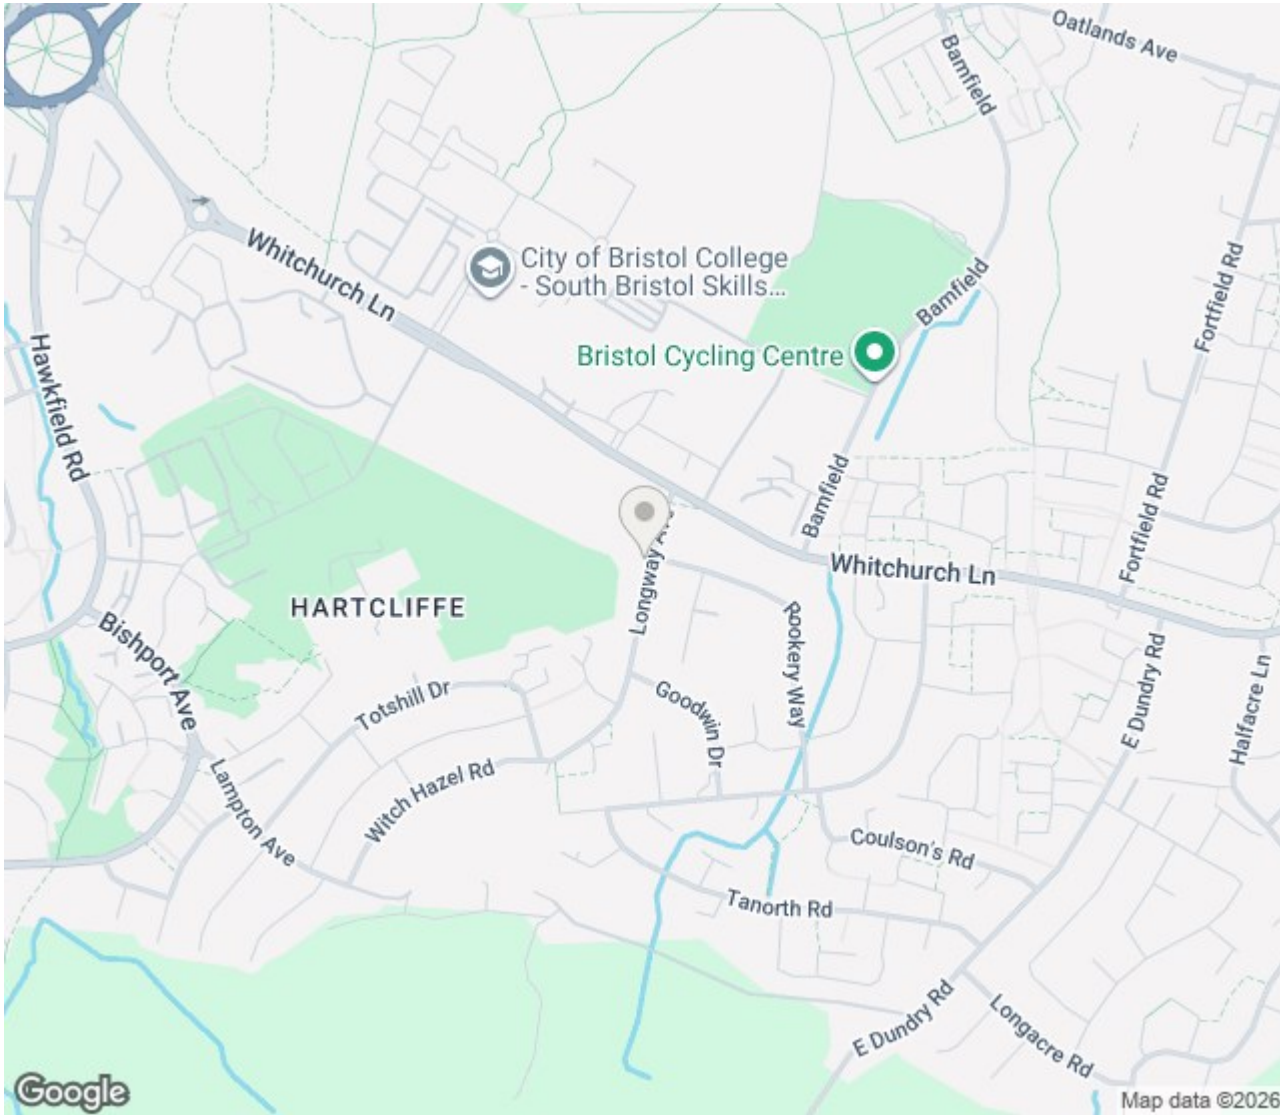 Oatlands Ave
Bamfield
Whitchurch Ln
City of Bristol College
- South Bristol Skills...
Bamfield
Fortfield Rd
Bristol Cycling Centre
Hawkfield Rd
Bamfield
Fortfield Rd
Longway Ave
Whitchurch Ln
HARTCLIFFE
Bishport Ave
Rookery Way
E Dundry Rd
Halfacre Ln
Totshill Dr
Goodwin Dr
Witch Hazel Rd
Lampton Ave
Coulson's Rd
Tanorth Rd
E Dundry Rd
Longacre Rd
Google
Map data ©2026